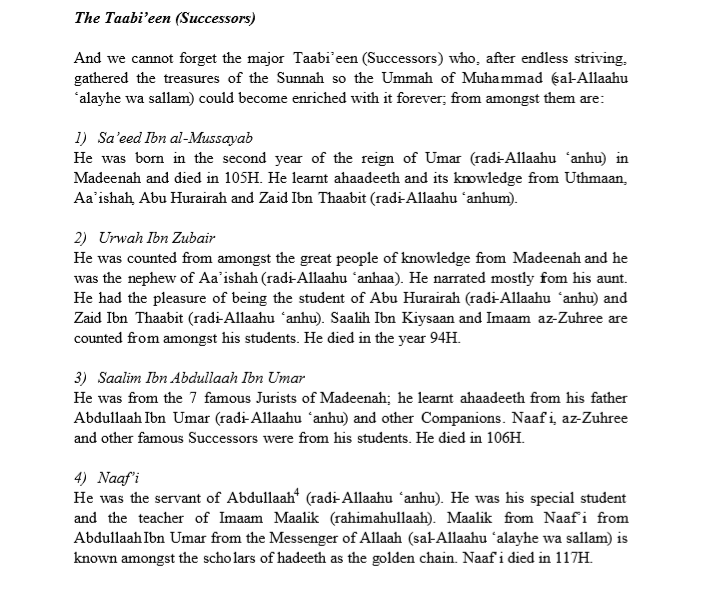 The Taabi’een (Successors)
And we cannot forget the major Taabi’een (Successors) who, after endless striving,
gathered the treasures of the Sunnah so the Ummah of Muhammad (sal-Allaahu
‘alayhe wa sallam) could become enriched with it forever; from amongst them are:
1) Sa’eed Ibn al-Mussayab
He was born in the second year of the reign of Umar (radi-Allaahu ‘anhu) in
Madeenah and died in 105H. He learnt ahaadeeth and its knowledge from Uthmaan,
Aa’ishah, Abu Hurairah and Zaid Ibn Thaabit (radi-Allaahu ‘anhum).
2) Urwah Ibn Zubair
He was counted from amongst the great people of knowledge from Madeenah and he
was the nephew of Aa’ishah (radi-Allaahu ‘anhaa). He narrated mostly fom his aunt.
He had the pleasure of being the student of Abu Hurairah (radi-Allaahu ‘anhu) and
Zaid Ibn Thaabit (radi-Allaahu ‘anhu). Saalih Ibn Kiysaan and Imaam az-Zuhree are
counted from amongst his students. He died in the year 94H.
3) Saalim Ibn Abdullaah Ibn Umar
He was from the 7 famous Jurists of Madeenah; he learnt ahaadeeth from his father
Abdullaah Ibn Umar (radi-Allaahu ‘anhu) and other Companions. Naaf’i, az-Zuhree
and other famous Successors were from his students. He died in 106H.
4) Naaf’i
He was the servant of Abdullaah4 (radi-Allaahu ‘anhu). He was his special student
and the teacher of Imaam Maalik (rahimahullaah). Maalik from Naaf’i from
Abdullaah Ibn Umar from the Messenger of Allaah (sal-Allaahu ‘alayhe wa sallam) is
known amongst the scholars of hadeeth as the golden chain. Naaf’i died in 117H.